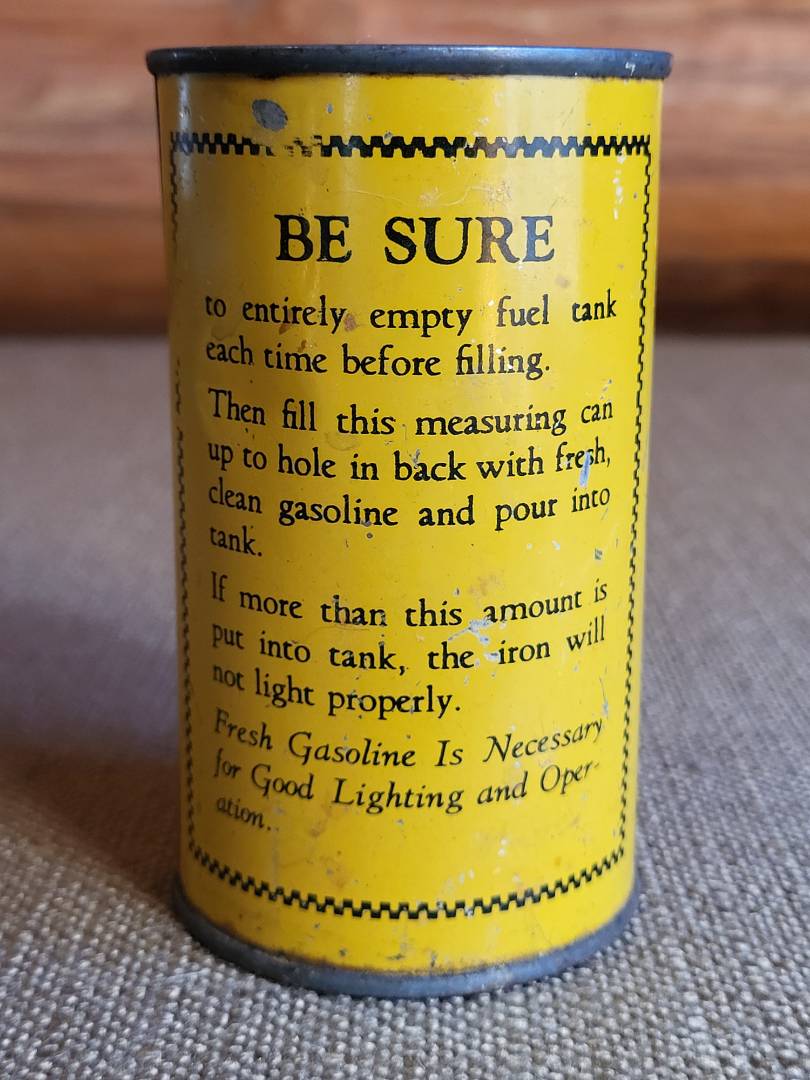 BE SURE
to entirely empty fuel tank
each time before filling.
Then fill this measuring can
up to hole in back with fresh,
clean gasoline and pour into
tank.
If more than this amount is
put into tank, the iron will
not light properly.
Fresh Gasoline Is Necessary
for Good Lighting and Oper-
ation.